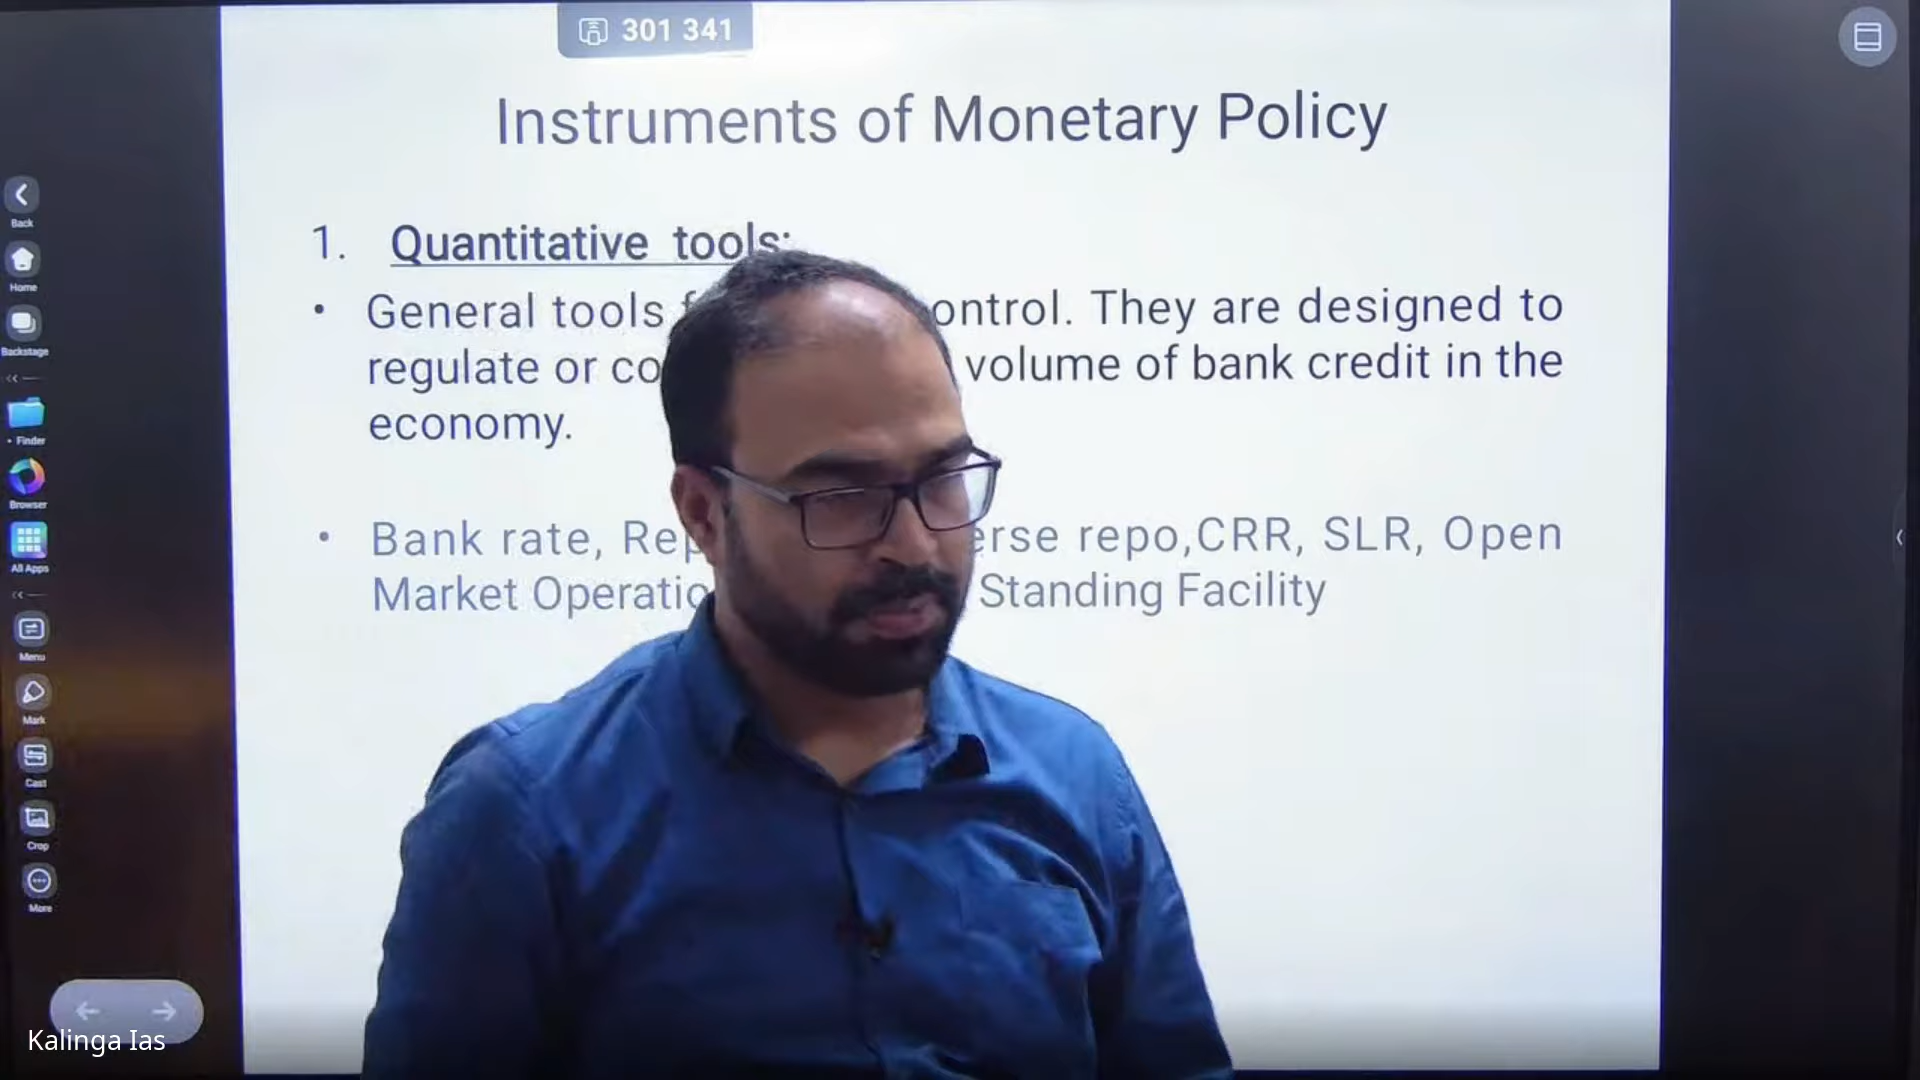 301 341
Instruments of Monetary Policy
1. Quantitative tools:
• General tools ontrol. They are designed to
regulate or co volume of bank credit in the
economy.
• Bank rate, Rep erse repo,CRR, SLR, Open
Market Operatio Standing Facility
Back
Home
Backstage
Finder
Browser
All Apps
Menu
Mark
Cast
Crop
More
Kalinga Ias